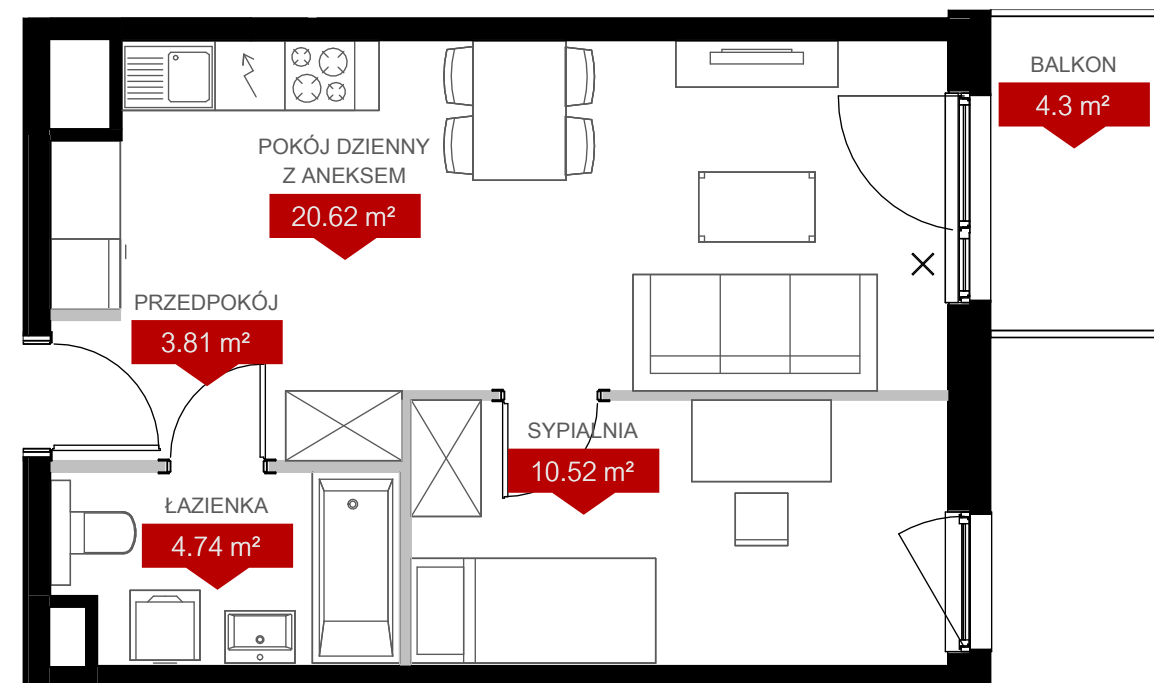 BALKON
4.3 m²
POKÓJ DZIENNY
Z ANEKSEM
20.62 m²
PRZEDPOKÓJ
3.81 m²
SYPIALNIA
10.52 m²
ŁAZIENKA
4.74 m²